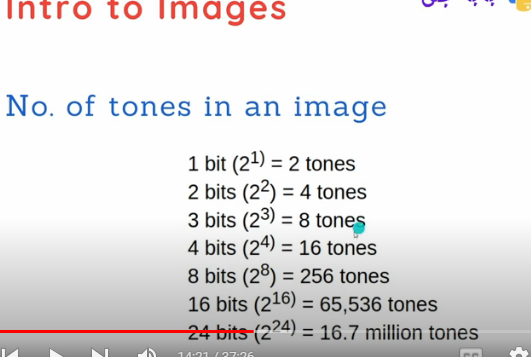 Intro to Images
No. of tones in an image
1 bit (2^1) = 2 tones
2 bits (2^2) = 4 tones
3 bits (2^3) = 8 tones
4 bits (2^4) = 16 tones
8 bits (2^8) = 256 tones
16 bits (2^16) = 65,536 tones
24 bits (2^24) = 16.7 million tones
14:21 / 37:26